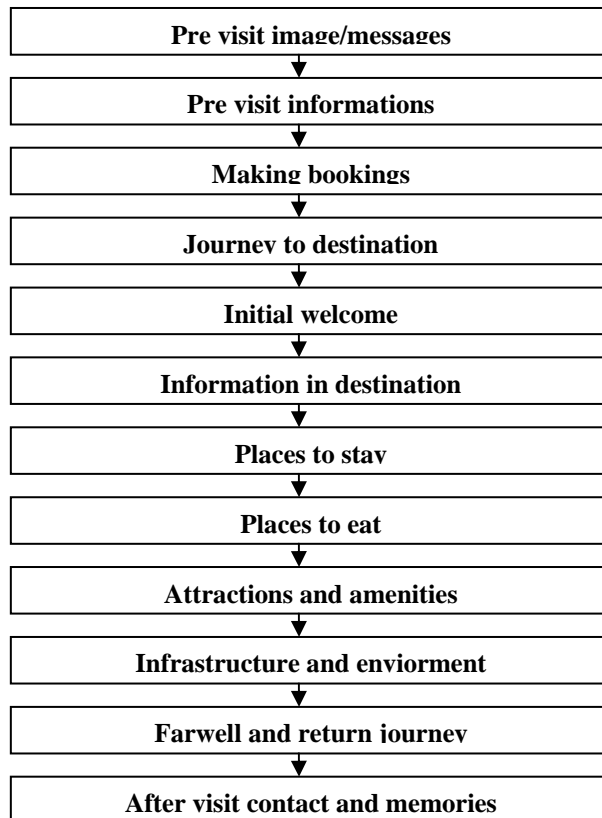 Pre visit image/messages
Pre visit informations
Making bookings
Journey to destination
Initial welcome
Information in destination
Places to stay
Places to eat
Attractions and amenities
Infrastructure and enviorment
Farwell and return journey
After visit contact and memories